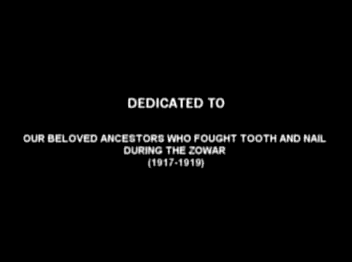 DEDICATED TO
OUR BELOVED ANCESTORS WHO FOUGHT TOOTH AND NAIL
DURING THE ZOWAR
(1917-1919)